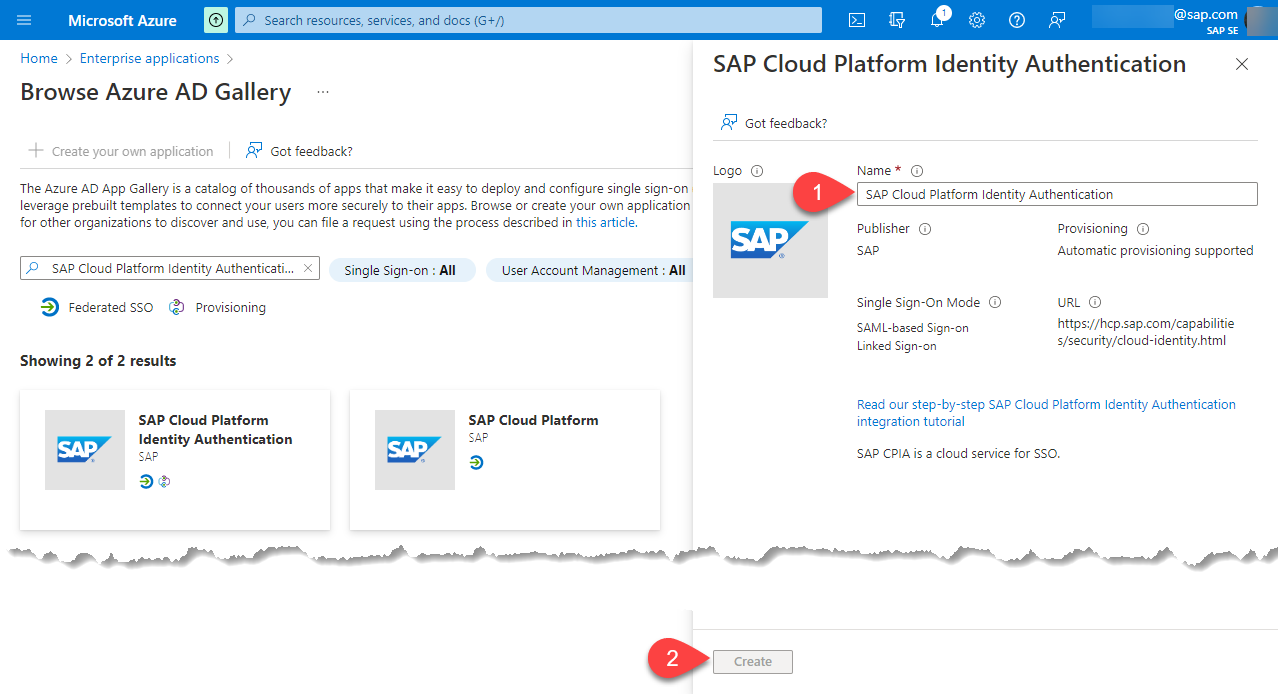 Microsoft Azure
Search resources, services, and docs (G+/)
1
@sap.com
SAP SE
Home > Enterprise applications >
Browse Azure AD Gallery ...
Create your own application
Got feedback?
The Azure AD App Gallery is a catalog of thousands of apps that make it easy to deploy and configure single sign-on
leverage prebuilt templates to connect your users more securely to their apps. Browse or create your own application
for other organizations to discover and use, you can file a request using the process described in this article.
SAP Cloud Platform Identity Authenticati...
Single Sign-on : All
User Account Management : All
Federated SSO
Provisioning
Showing 2 of 2 results
SAP
SAP Cloud Platform
Identity Authentication
SAP
SAP
SAP Cloud Platform
SAP
SAP Cloud Platform Identity Authentication
Got feedback?
Logo
SAP
1
Name *
SAP Cloud Platform Identity Authentication
Publisher
SAP
Provisioning
Automatic provisioning supported
Single Sign-On Mode
SAML-based Sign-on
Linked Sign-on
URL
https://hcp.sap.com/capabilitie
s/security/cloud-identity.html
Read our step-by-step SAP Cloud Platform Identity Authentication
integration tutorial
SAP CPIA is a cloud service for SSO.
2
Create